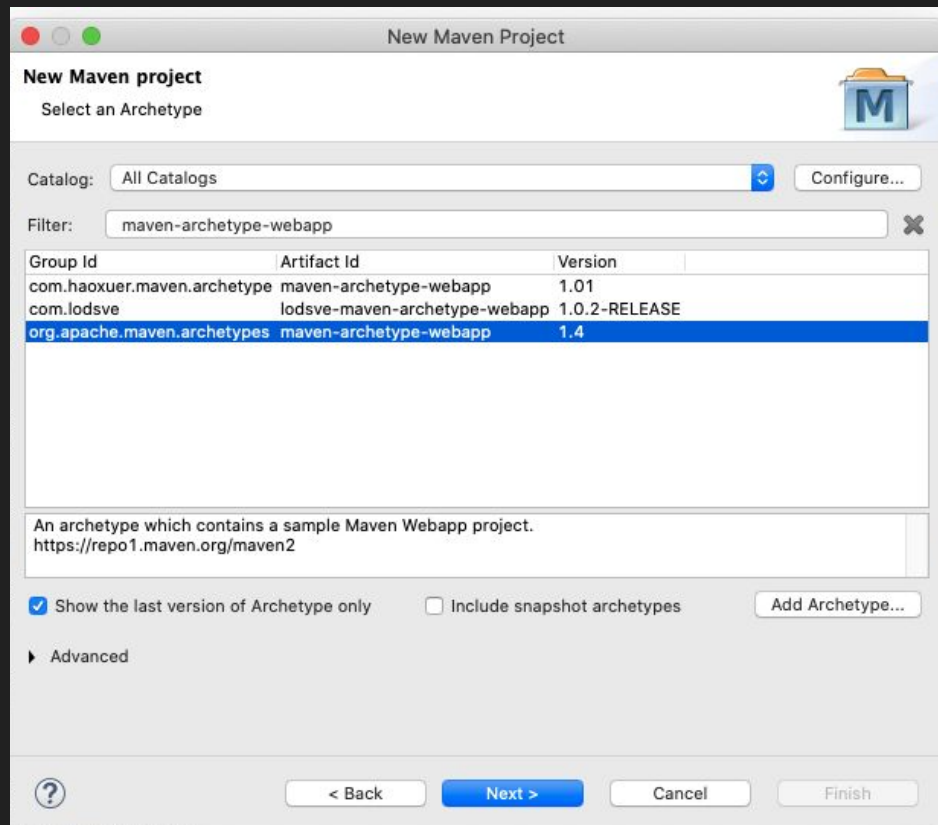 New Maven Project
New Maven project
Select an Archetype
M
Catalog: All Catalogs Configure...
Filter: maven-archetype-webapp
Group Id Artifact Id Version
com.haoxuer.maven.archetype maven-archetype-webapp 1.01
com.lodsve lodsve-maven-archetype-webapp 1.0.2-RELEASE
org.apache.maven.archetypes maven-archetype-webapp 1.4
An archetype which contains a sample Maven Webapp project.
https://repo1.maven.org/maven2
Show the last version of Archetype only Include snapshot archetypes Add Archetype...
Advanced
? < Back Next > Cancel Finish